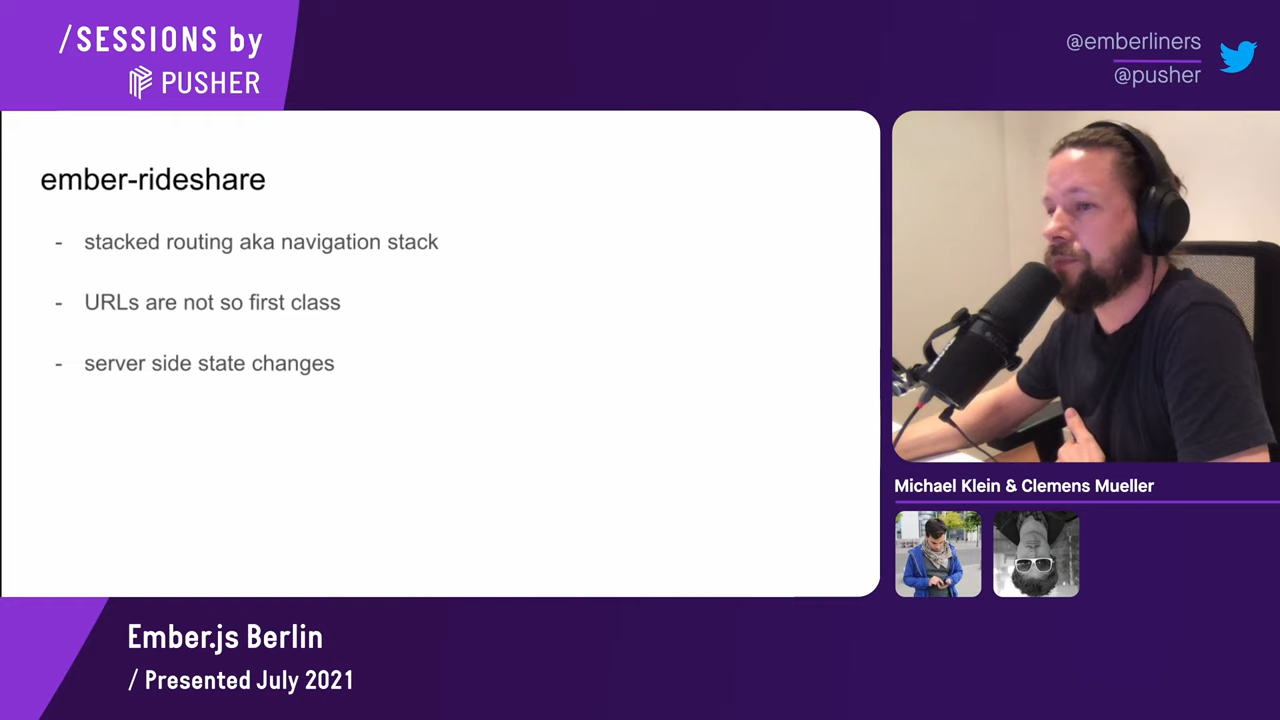 /SESSIONS by
PUSHER
@emberliners
@pusher
ember-rideshare
- stacked routing aka navigation stack
- URLs are not so first class
- server side state changes
Michael Klein & Clemens Mueller
Ember.js Berlin
/ Presented July 2021